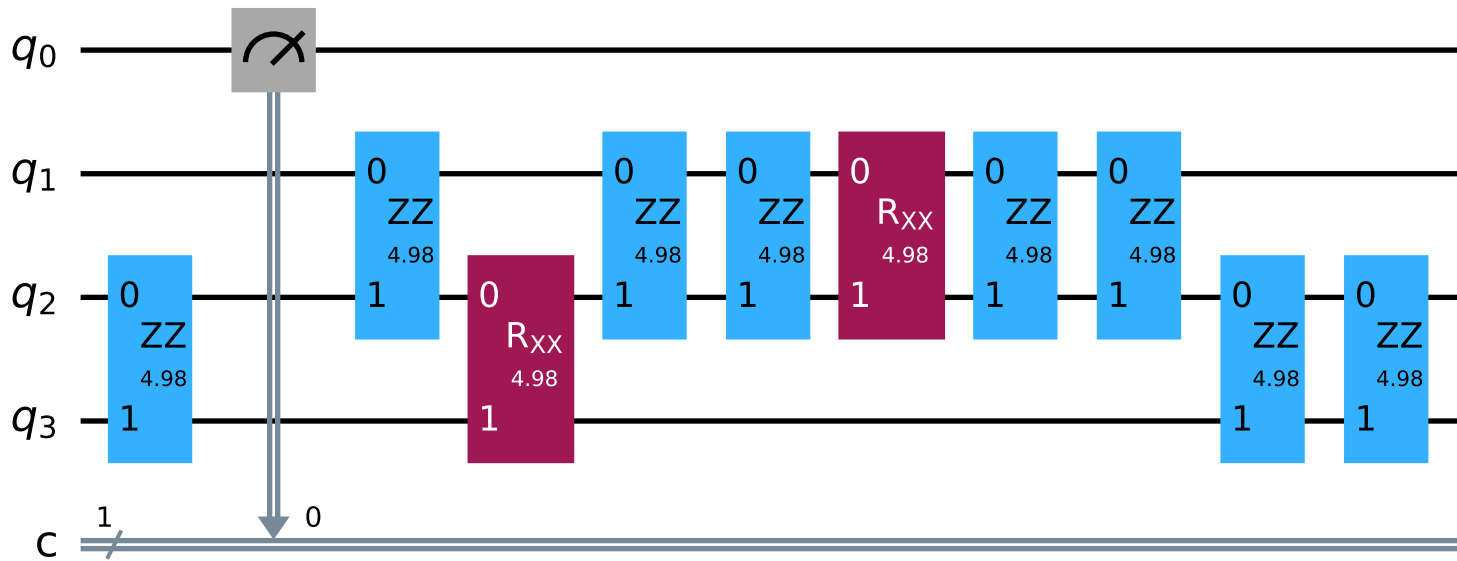 q0
q1
0 0 0 0 0 0
ZZ ZZ ZZ RXX ZZ ZZ
4.98 4.98 4.98 4.98 4.98 4.98
q2
0 1 0 1 1 1 1 1 0 0
ZZ RXX ZZ ZZ
4.98 4.98 4.98 4.98
q3
1 1 1 1
1 0
c